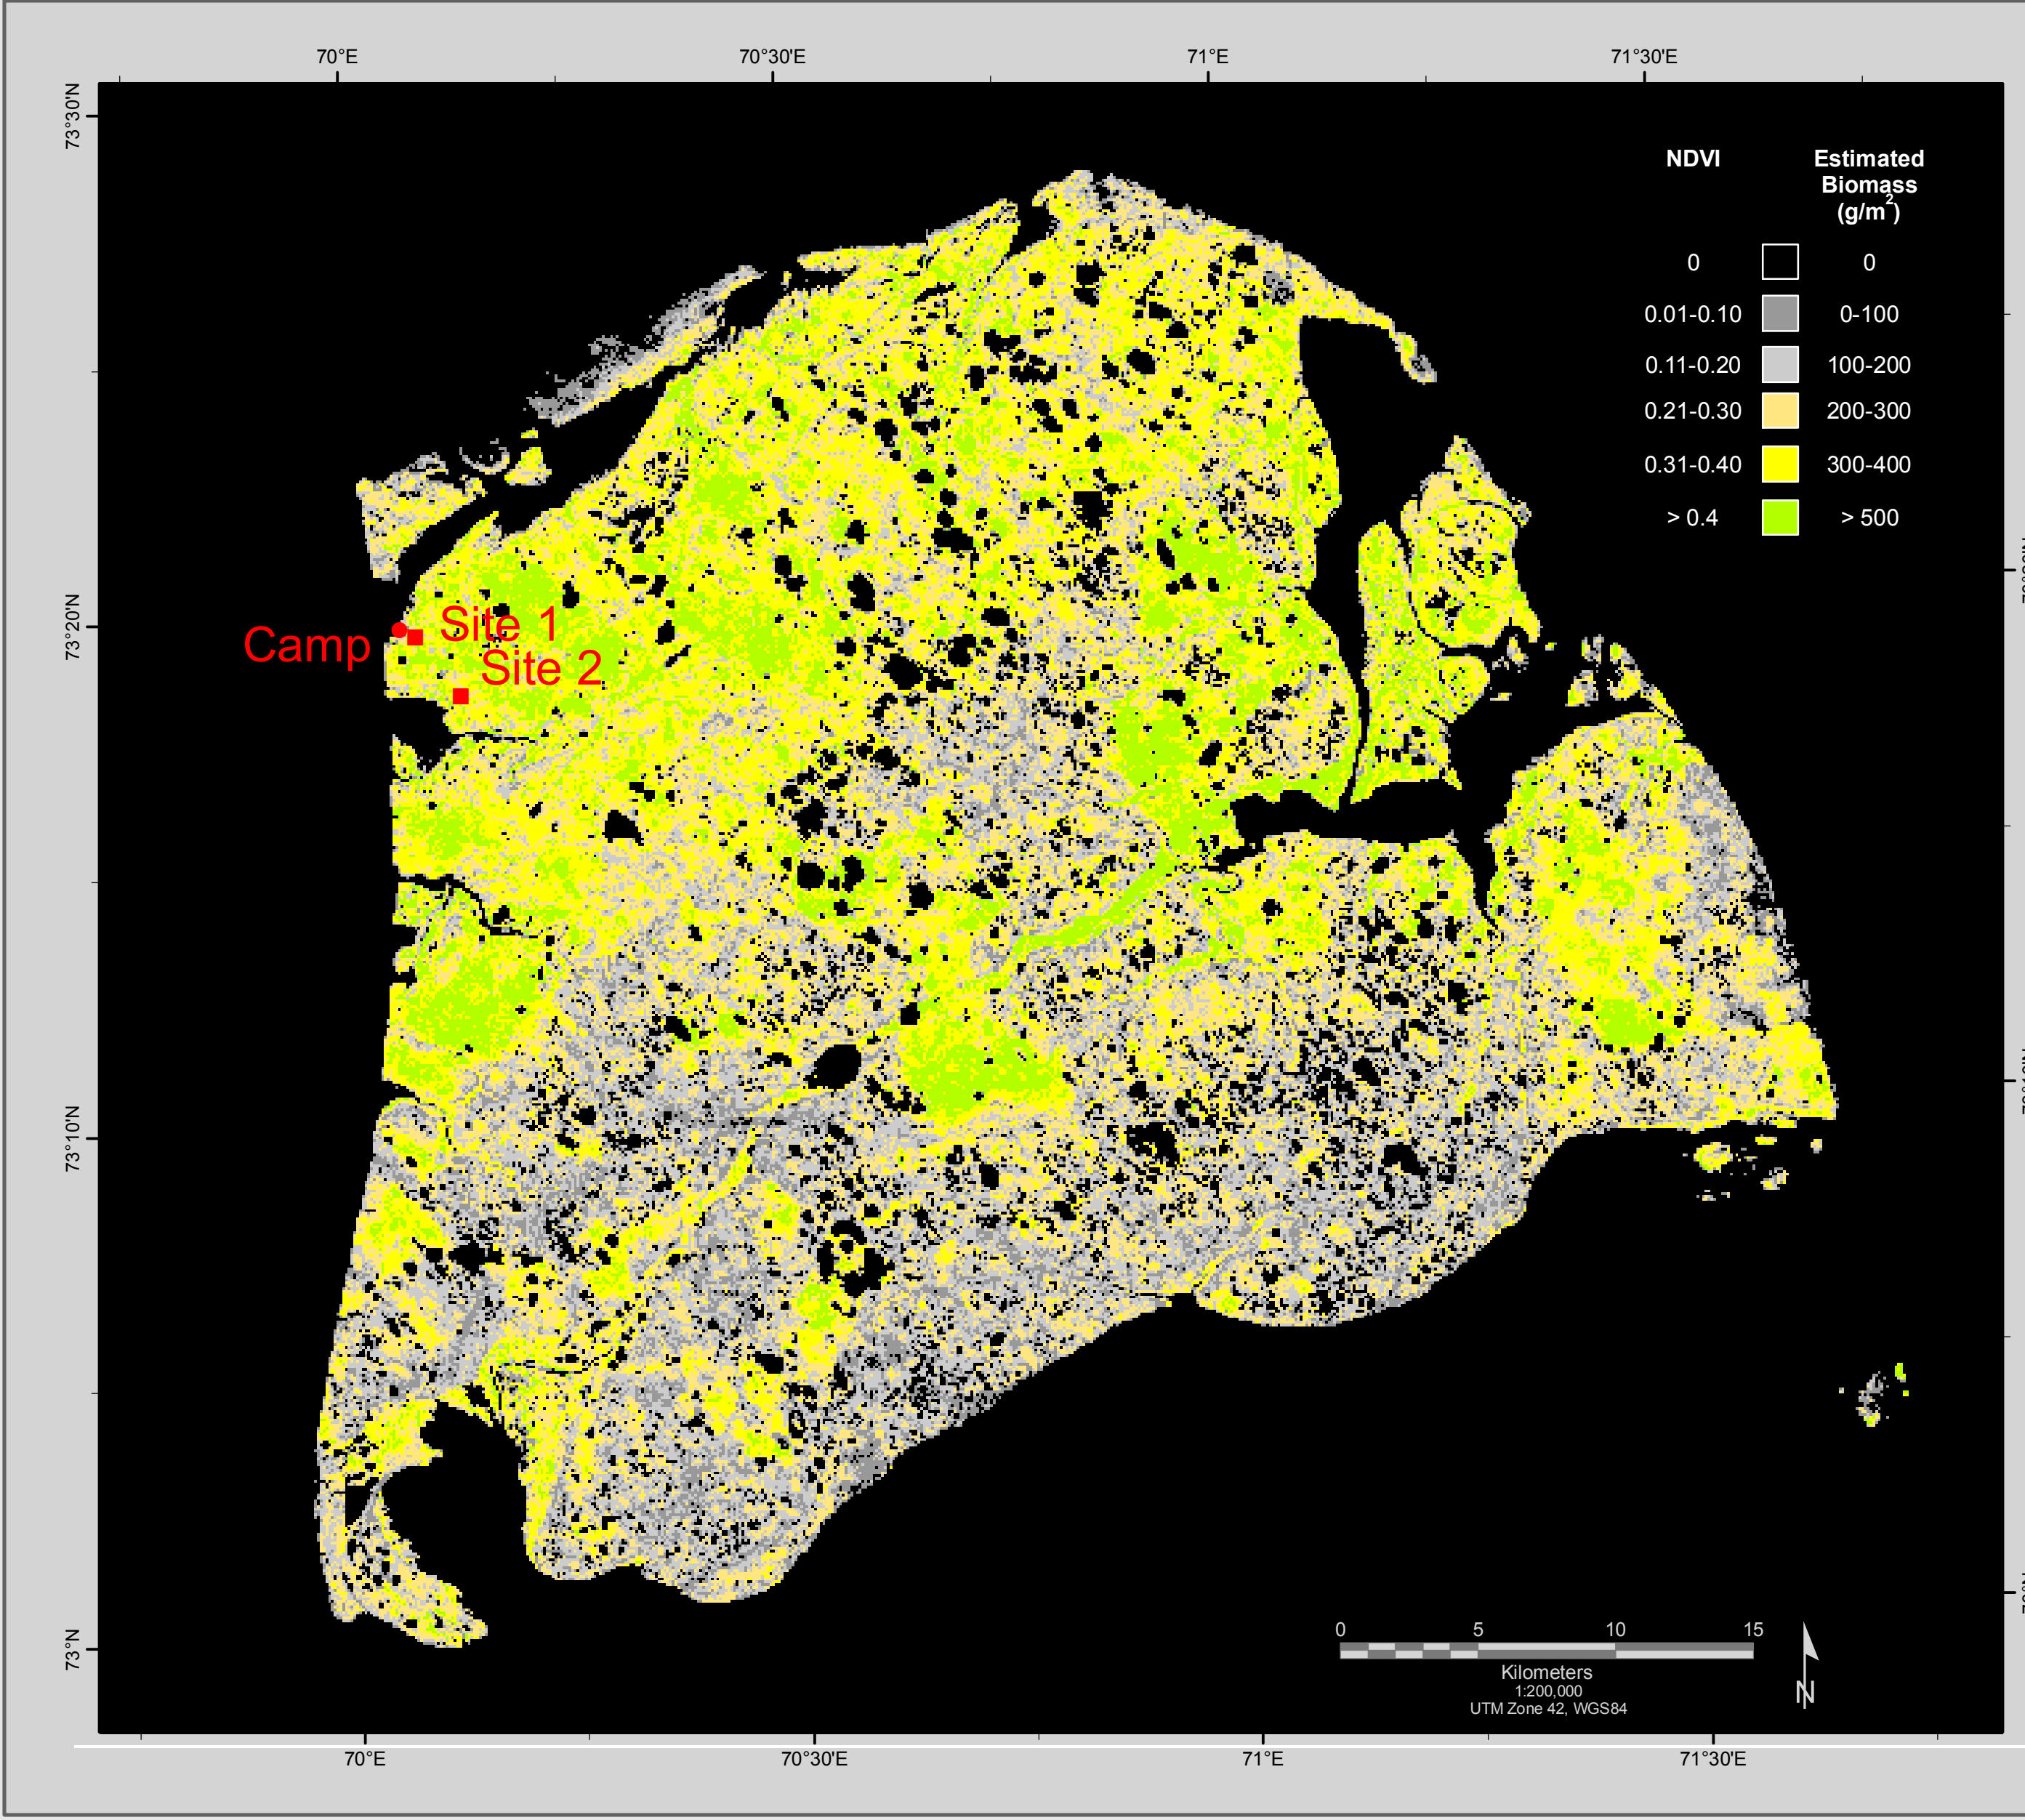 70°E 70°30'E 71°E 71°30'E
73°30'N
NDVI Estimated
Biomass
(g/m2)
0 0
0.01-0.10 0-100
0.11-0.20 100-200
0.21-0.30 200-300
0.31-0.40 300-400
> 0.4 > 500
73°20'N
Site 1
Camp
Site 2
73°10'N
73°N
0 5 10 15
Kilometers
1:200,000
UTM Zone 42, WGS84
N
70°E 70°30'E 71°E 71°30'E